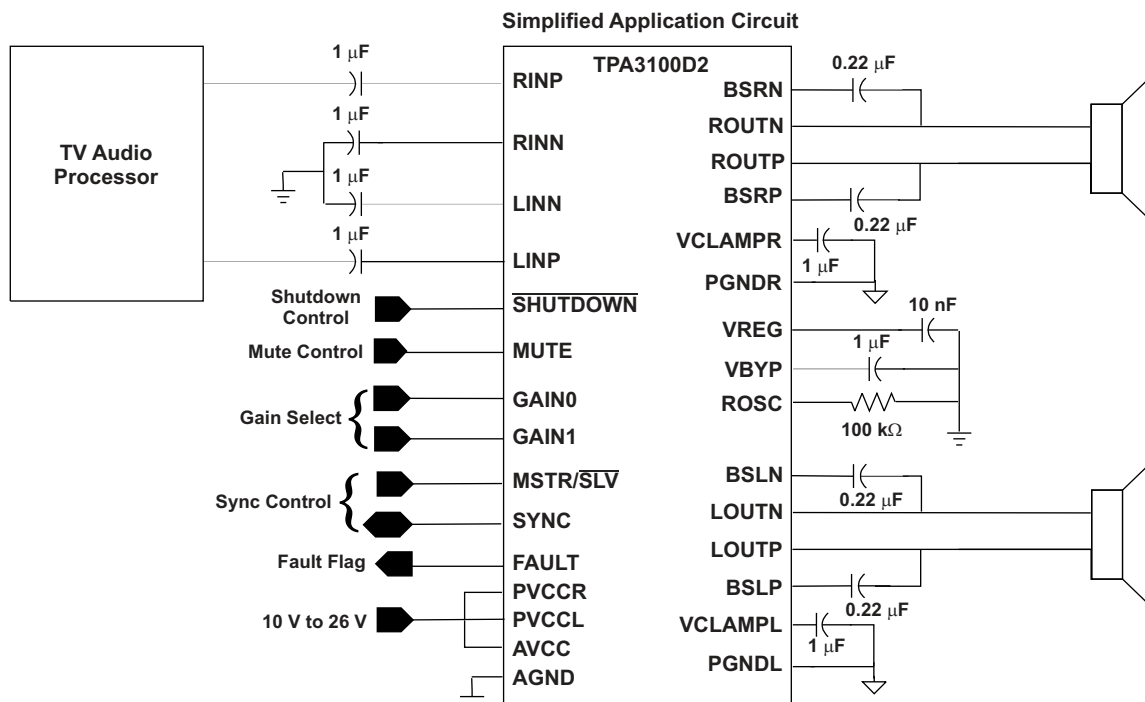 Simplified Application Circuit
TV Audio
Processor
1 μF
1 μF
1 μF
1 μF
Shutdown
Control
Mute Control
Gain Select
Sync Control
Fault Flag
10 V to 26 V
TPA3100D2
RINP
RINN
LINN
LINP
SHUTDOWN
MUTE
GAIN0
GAIN1
MSTR/SLV
SYNC
FAULT
PVCCR
PVCCL
AVCC
AGND
BSRN
ROUTN
ROUTP
BSRP
VCLAMPR
PGNDR
VREG
VBYP
ROSC
BSLN
LOUTN
LOUTP
BSLP
VCLAMPL
PGNDL
0.22 μF
0.22 μF
1 μF
10 nF
1 μF
100 kΩ
0.22 μF
0.22 μF
1 μF